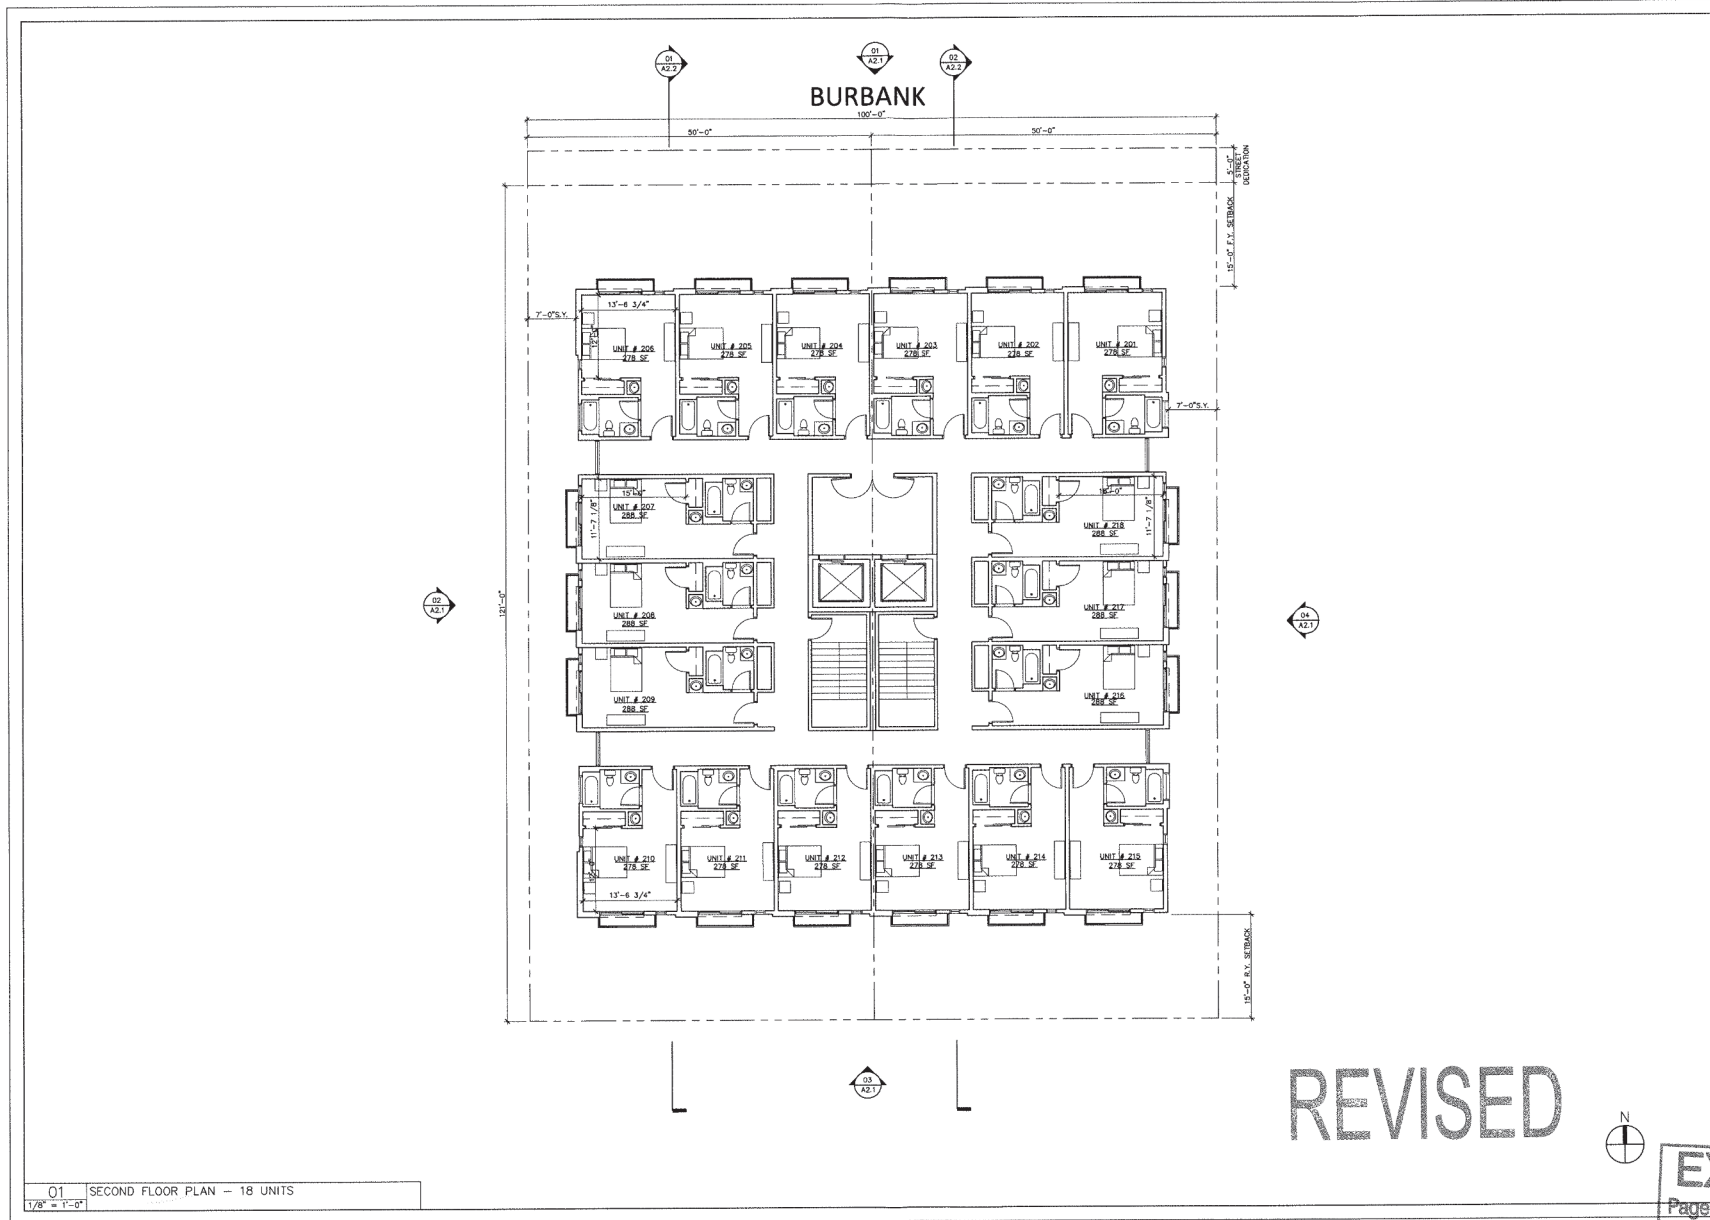 01
A2.2
01
A2.1
02
A2.2
BURBANK
100'-0"
50'-0"
50'-0"
5'-0"
STREET
DEDICATION
15'-0" F.Y. SETBACK
13'-6 3/4"
7'-0"S.Y.
UNIT # 206
278 SF
UNIT # 205
278 SF
UNIT # 204
278 SF
UNIT # 203
278 SF
UNIT # 202
278 SF
UNIT # 201
278 SF
7'-0"S.Y.
15'-6"
UNIT # 207
288 SF
11'-7 1/8"
UNIT # 218
288 SF
11'-7 1/8"
02
A2.1
121'-0"
UNIT # 208
288 SF
UNIT # 217
288 SF
04
A2.1
UNIT # 209
288 SF
UNIT # 216
288 SF
UNIT # 210
278 SF
UNIT # 211
278 SF
UNIT # 212
278 SF
UNIT # 213
278 SF
UNIT # 214
278 SF
UNIT # 215
278 SF
13'-6 3/4"
15'-0" R.Y. SETBACK
03
A2.1
REVISED
N
01
SECOND FLOOR PLAN - 18 UNITS
1/8" = 1'-0"
Page